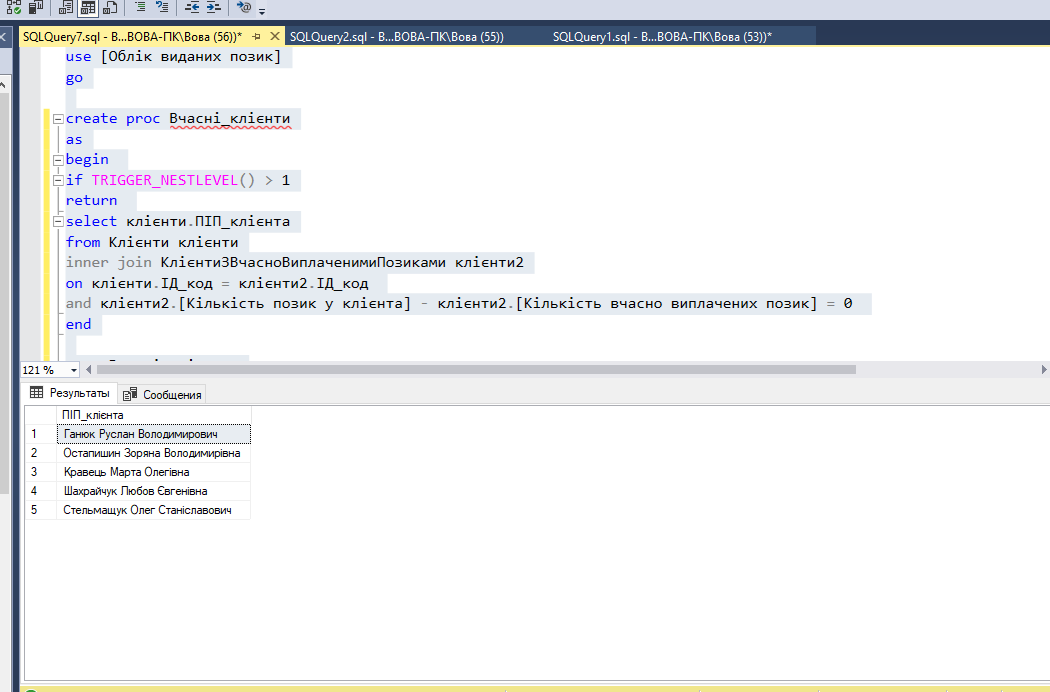 SQLQuery7.sql - В...ВОВА-ПК\Вова (56))* SQLQuery2.sql - В...ВОВА-ПК\Вова (55)) SQLQuery1.sql - В...ВОВА-ПК\Вова (53))*
use [Облік виданих позик]
go
create proc Вчасні_клієнти
as
begin
if TRIGGER_NESTLEVEL() > 1
return
select клієнти.ПІП_клієнта
from Клієнти клієнти
inner join КлієнтиЗВчасноВиплаченимиПозиками клієнти2
on клієнти.ІД_код = клієнти2.ІД_код
and клієнти2.[Кількість позик у клієнта] - клієнти2.[Кількість вчасно виплачених позик] = 0
end
121 %
Результаты Сообщения
ПІП_клієнта
1 Ганюк Руслан Володимирович
2 Остапишин Зоряна Володимирівна
3 Кравець Марта Олегівна
4 Шахрайчук Любов Євгенівна
5 Стельмащук Олег Станіславович